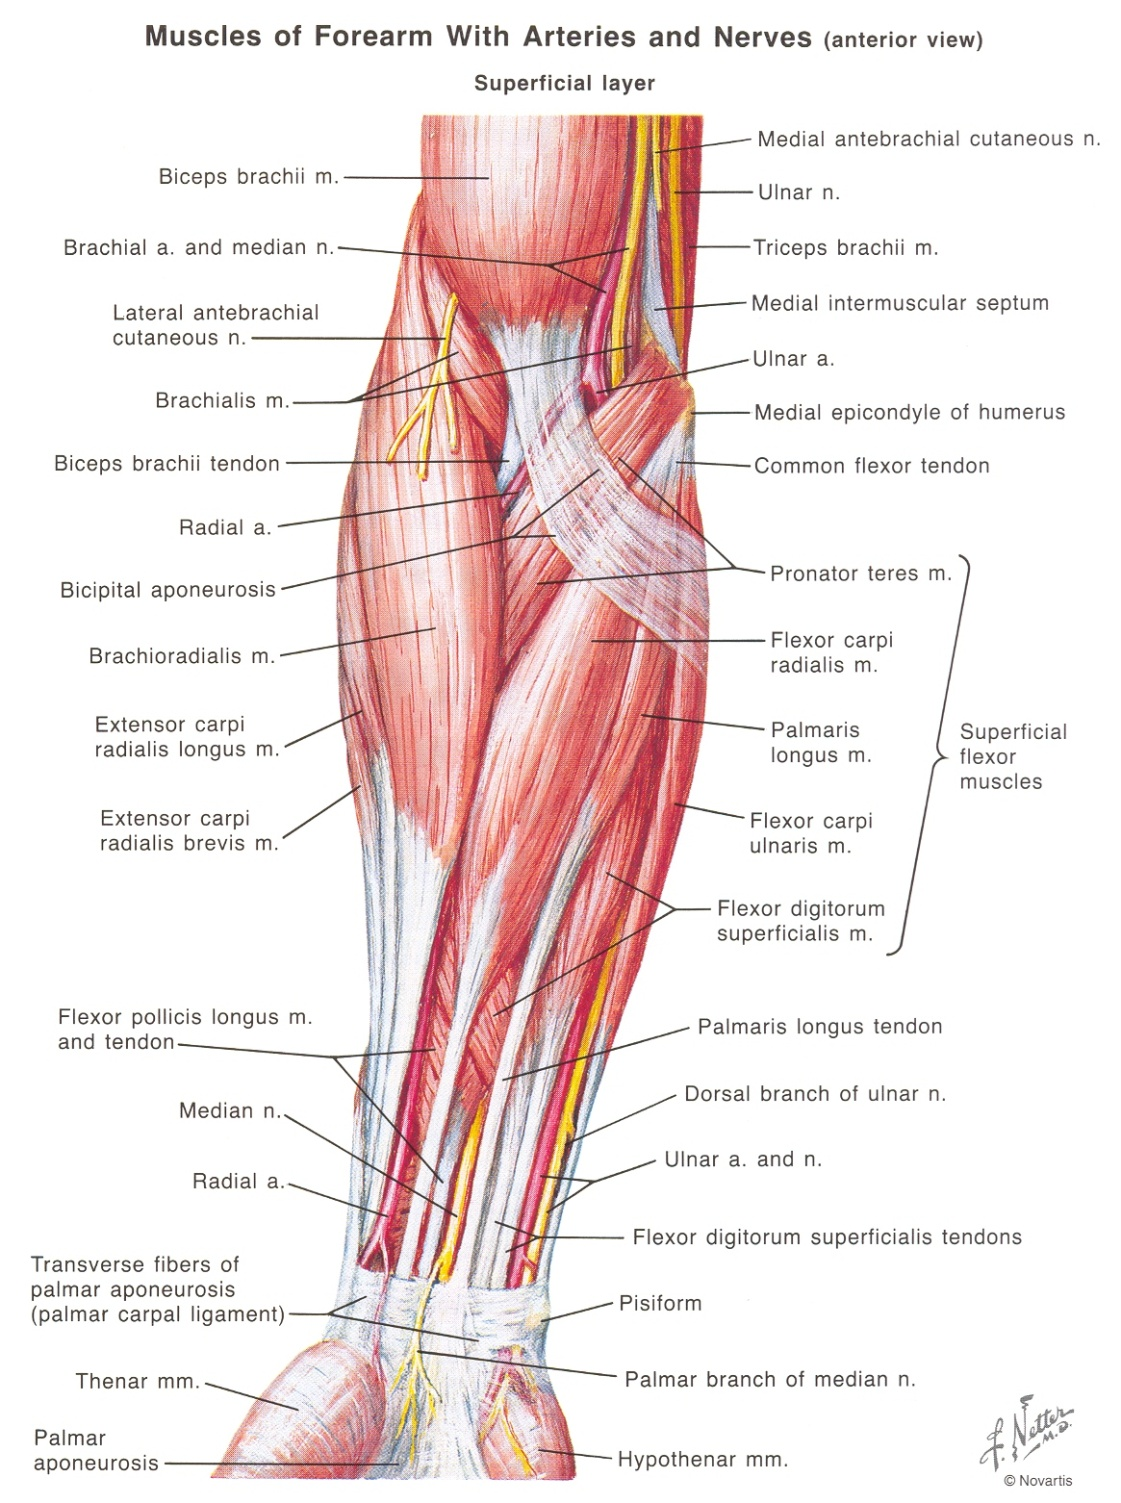 Muscles of Forearm With Arteries and Nerves (anterior view)
Superficial layer
Biceps brachii m.
Brachial a. and median n.
Lateral antebrachial
cutaneous n.
Brachialis m.
Biceps brachii tendon
Radial a.
Bicipital aponeurosis
Brachioradialis m.
Extensor carpi
radialis longus m.
Extensor carpi
radialis brevis m.
Flexor pollicis longus m.
and tendon
Median n.
Radial a.
Transverse fibers of
palmar aponeurosis
(palmar carpal ligament)
Thenar mm.
Palmar
aponeurosis
Medial antebrachial cutaneous n.
Ulnar n.
Triceps brachii m.
Medial intermuscular septum
Ulnar a.
Medial epicondyle of humerus
Common flexor tendon
Pronator teres m.
Flexor carpi
radialis m.
Palmaris
longus m.
Flexor carpi
ulnaris m.
Flexor digitorum
superficialis m.
Superficial
flexor
muscles
Palmaris longus tendon
Dorsal branch of ulnar n.
Ulnar a. and n.
Flexor digitorum superficialis tendons
Pisiform
Palmar branch of median n.
Hypothenar mm.
F. Netter
M.D.
© Novartis